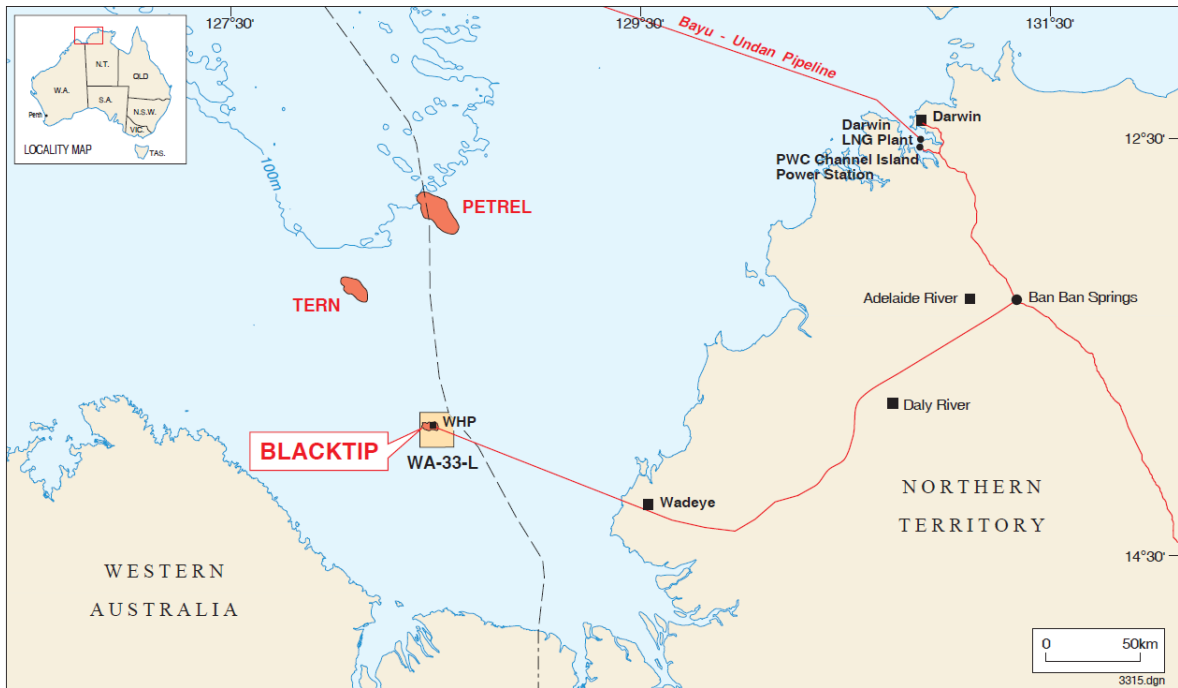 127°30'
129°30'
131°30'
N.T.
QLD
W.A.
S.A.
N.S.W.
Perth
VIC.
TAS.
LOCALITY MAP
Bayu - Undan Pipeline
100m
Darwin
Darwin
LNG Plant
12°30'
PWC Channel Island
Power Station
PETREL
TERN
Adelaide River
Ban Ban Springs
Daly River
WHP
BLACKTIP
WA-33-L
Wadeye
NORTHERN
TERRITORY
14°30'
WESTERN
AUSTRALIA
0 50km
3315.dgn